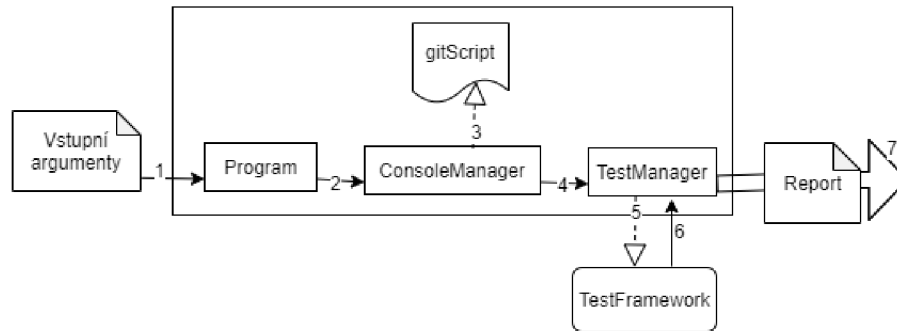 gitScript
Vstupní
argumenty
1
Program
2
ConsoleManager
3
4
TestManager
5
6
TestFramework
Report
7